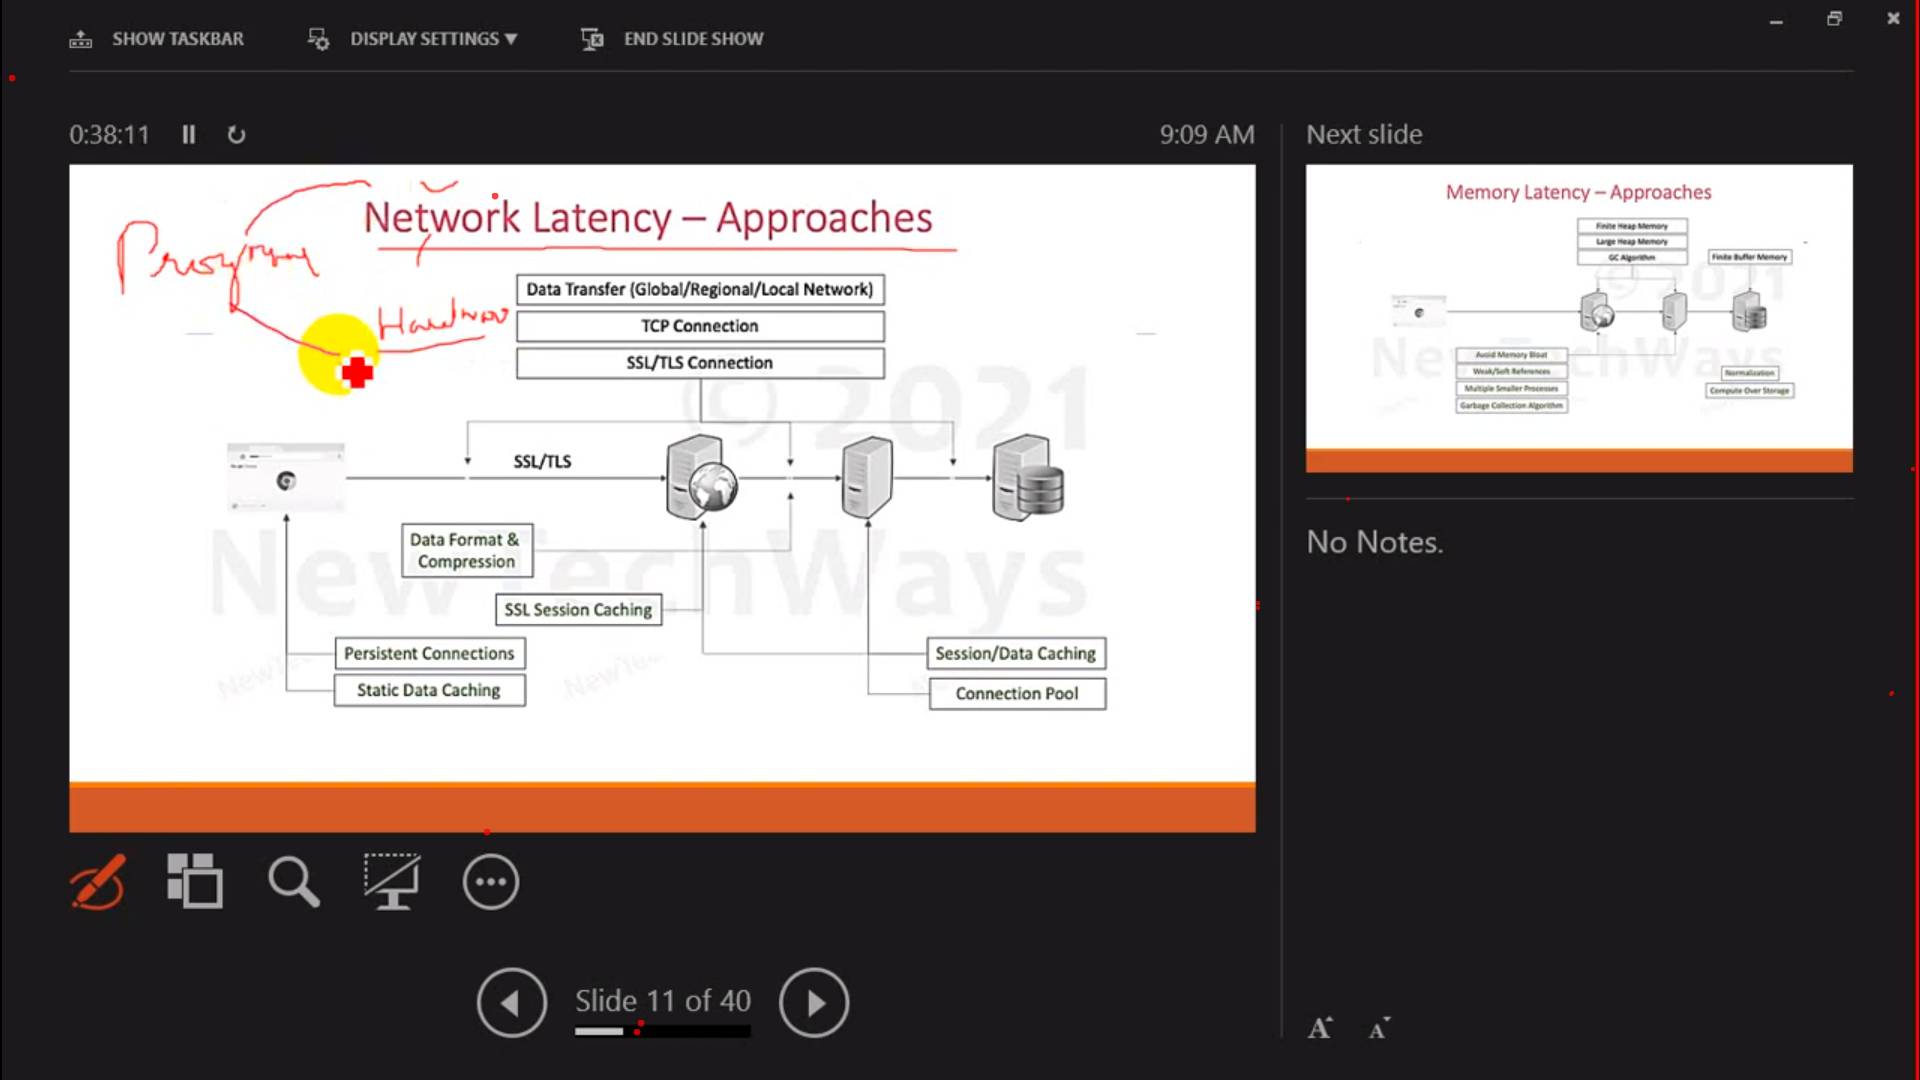 SHOW TASKBAR
DISPLAY SETTINGS ▼
END SLIDE SHOW
0:38:11
9:09 AM
Next slide
Network Latency – Approaches
Program
Data Transfer (Global/Regional/Local Network)
TCP Connection
SSL/TLS Connection
© 2021
SSL/TLS
Data Format &
Compression
NewTechWays
SSL Session Caching
Persistent Connections
Static Data Caching
Session/Data Caching
Connection Pool
Memory Latency – Approaches
Finite Heap Memory
Large Heap Memory
GC Algorithm
Finite Buffer Memory
© 2021
NewTechWays
Avoid Memory Bloat
Weak/Soft References
Multiple Smaller Processes
Garbage Collection Algorithm
Normalization
Compute Over Storage
No Notes.
Slide 11 of 40
A A